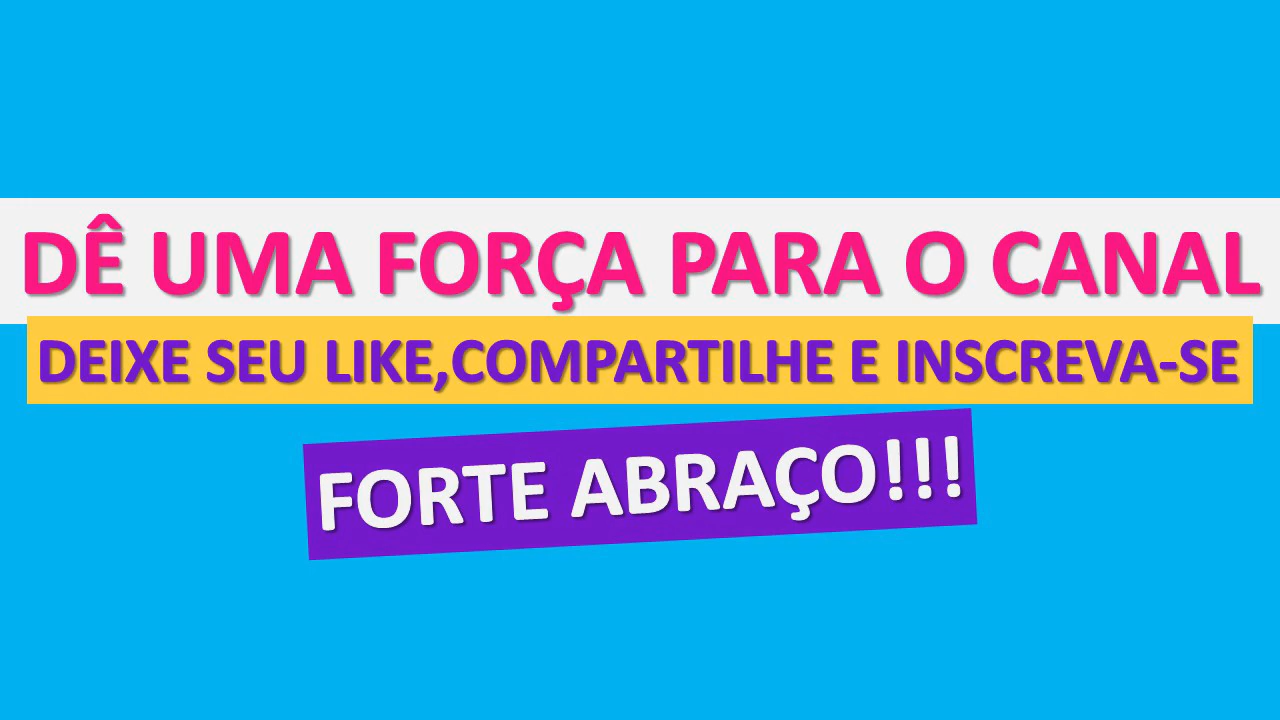 DÊ UMA FORÇA PARA O CANAL
DEIXE SEU LIKE,COMPARTILHE E INSCREVA-SE
FORTE ABRAÇO!!!